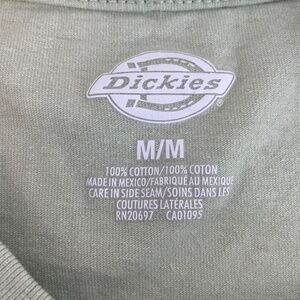 Dickies
M/M
100% COTTON/100% COTON
MADE IN MEXICO/FABRIQUÉ AU MEXIQUE
CARE IN SIDE SEAM/SOINS DANS LES
COUTURES LATÉRALES
RN20697 CA01095